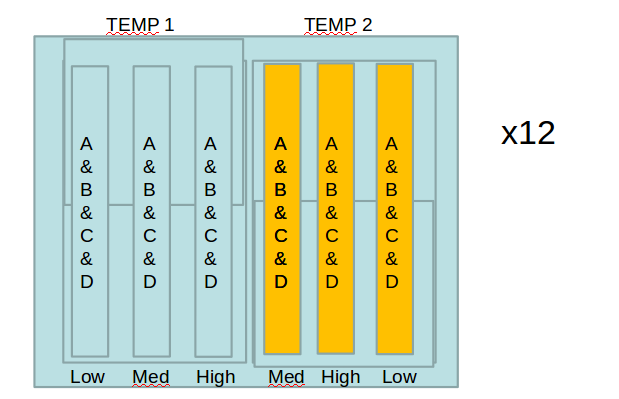 TEMP 1 TEMP 2
x12
A A A A A A
& & & & & &
B B B B B B
& & & & & &
C C C C C C
& & & & & &
D D D D D D
Low Med High Med High Low